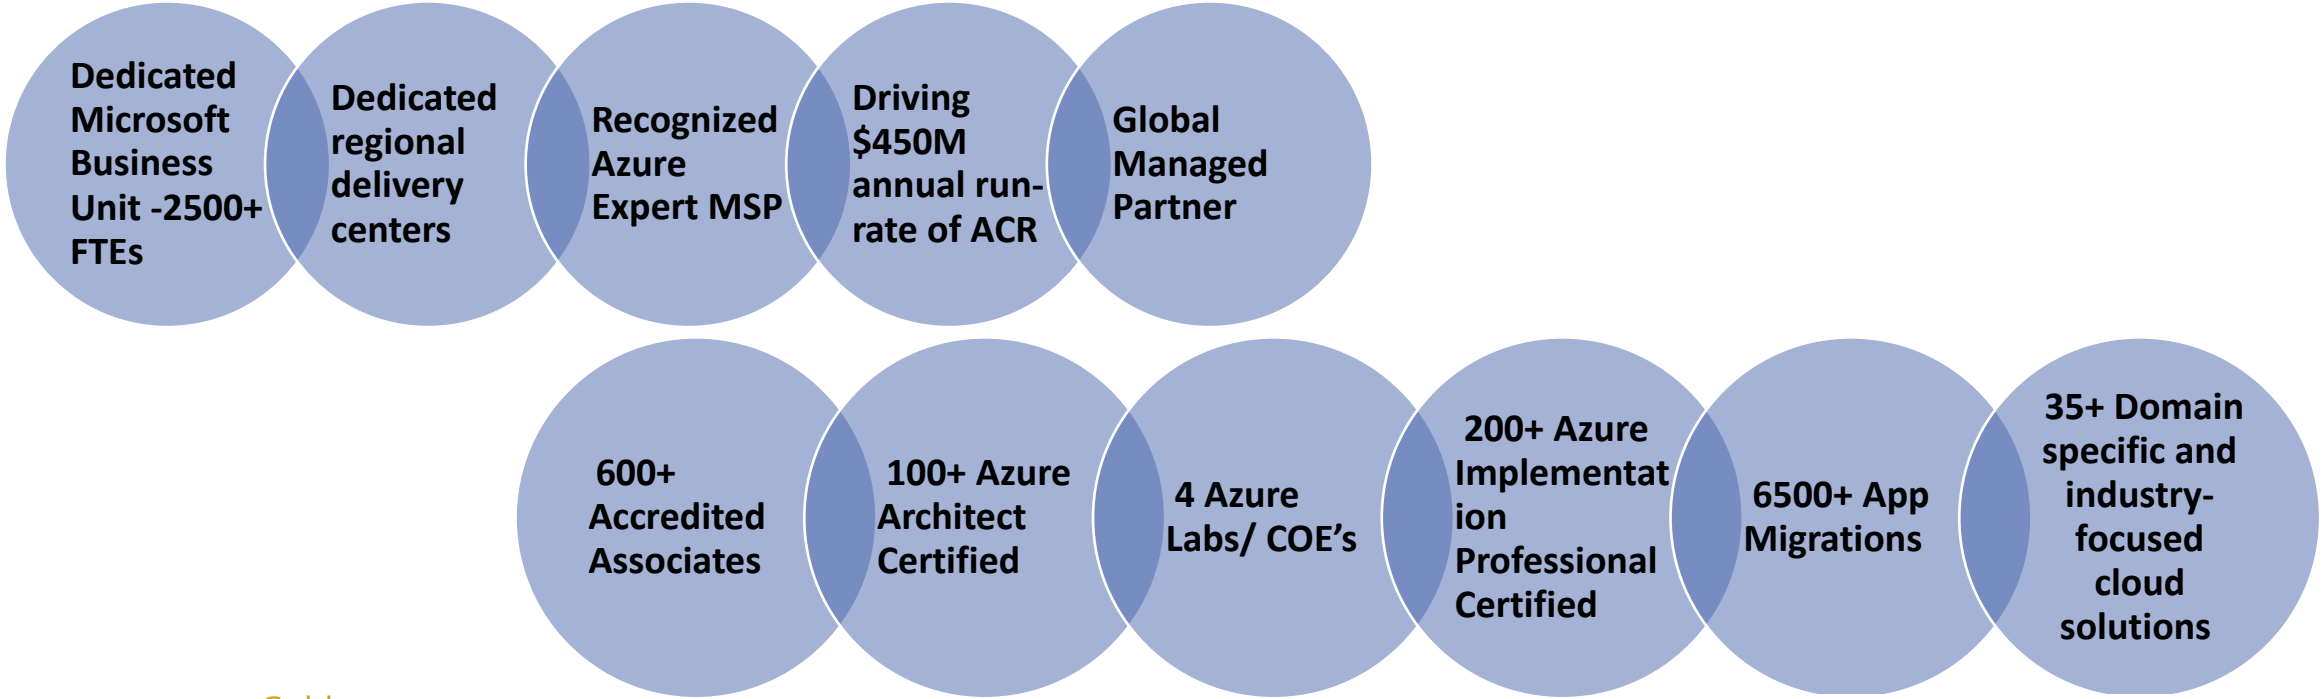 Dedicated
Microsoft
Business
Unit -2500+
FTEs
Dedicated
regional
delivery
centers
Recognized
Azure
Expert MSP
Driving
$450M
annual run-
rate of ACR
Global
Managed
Partner
600+
Accredited
Associates
100+ Azure
Architect
Certified
4 Azure
Labs/ COE’s
200+ Azure
Implementat
ion
Professional
Certified
6500+ App
Migrations
35+ Domain
specific and
industry-
focused
cloud
solutions